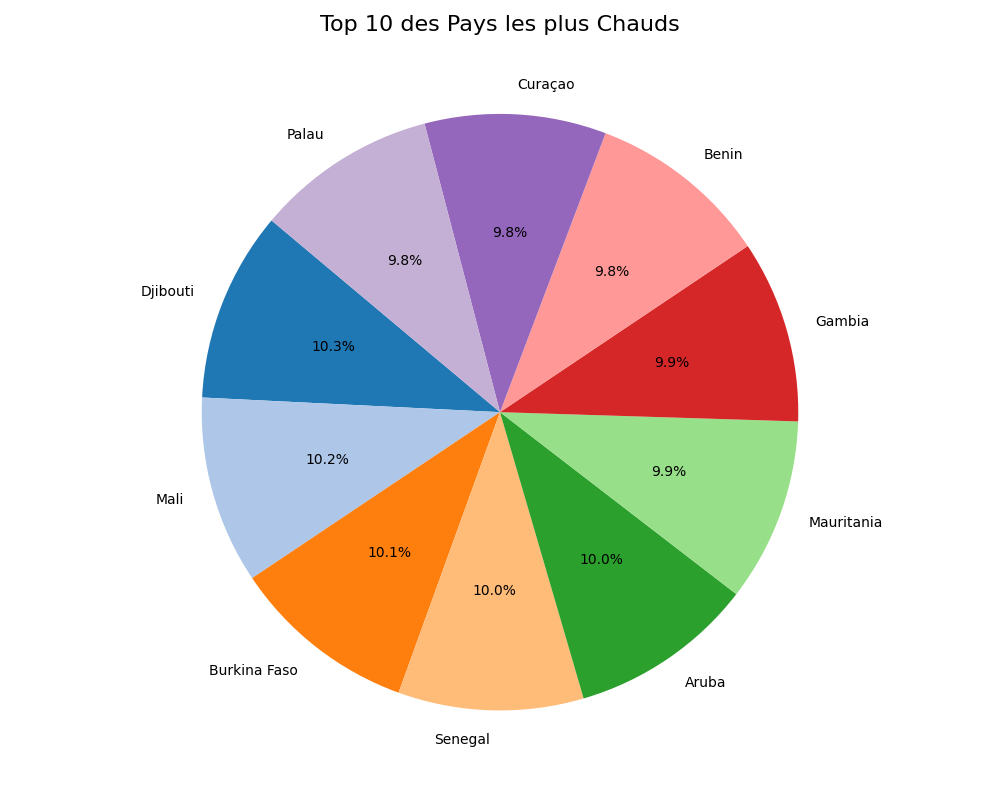 Top 10 des Pays les plus Chauds
Curaçao
Palau
Benin
9.8%
9.8%
9.8%
Djibouti
Gambia
10.3%
9.9%
10.2%
9.9%
Mali
Mauritania
10.1%
10.0%
10.0%
Burkina Faso
Aruba
Senegal